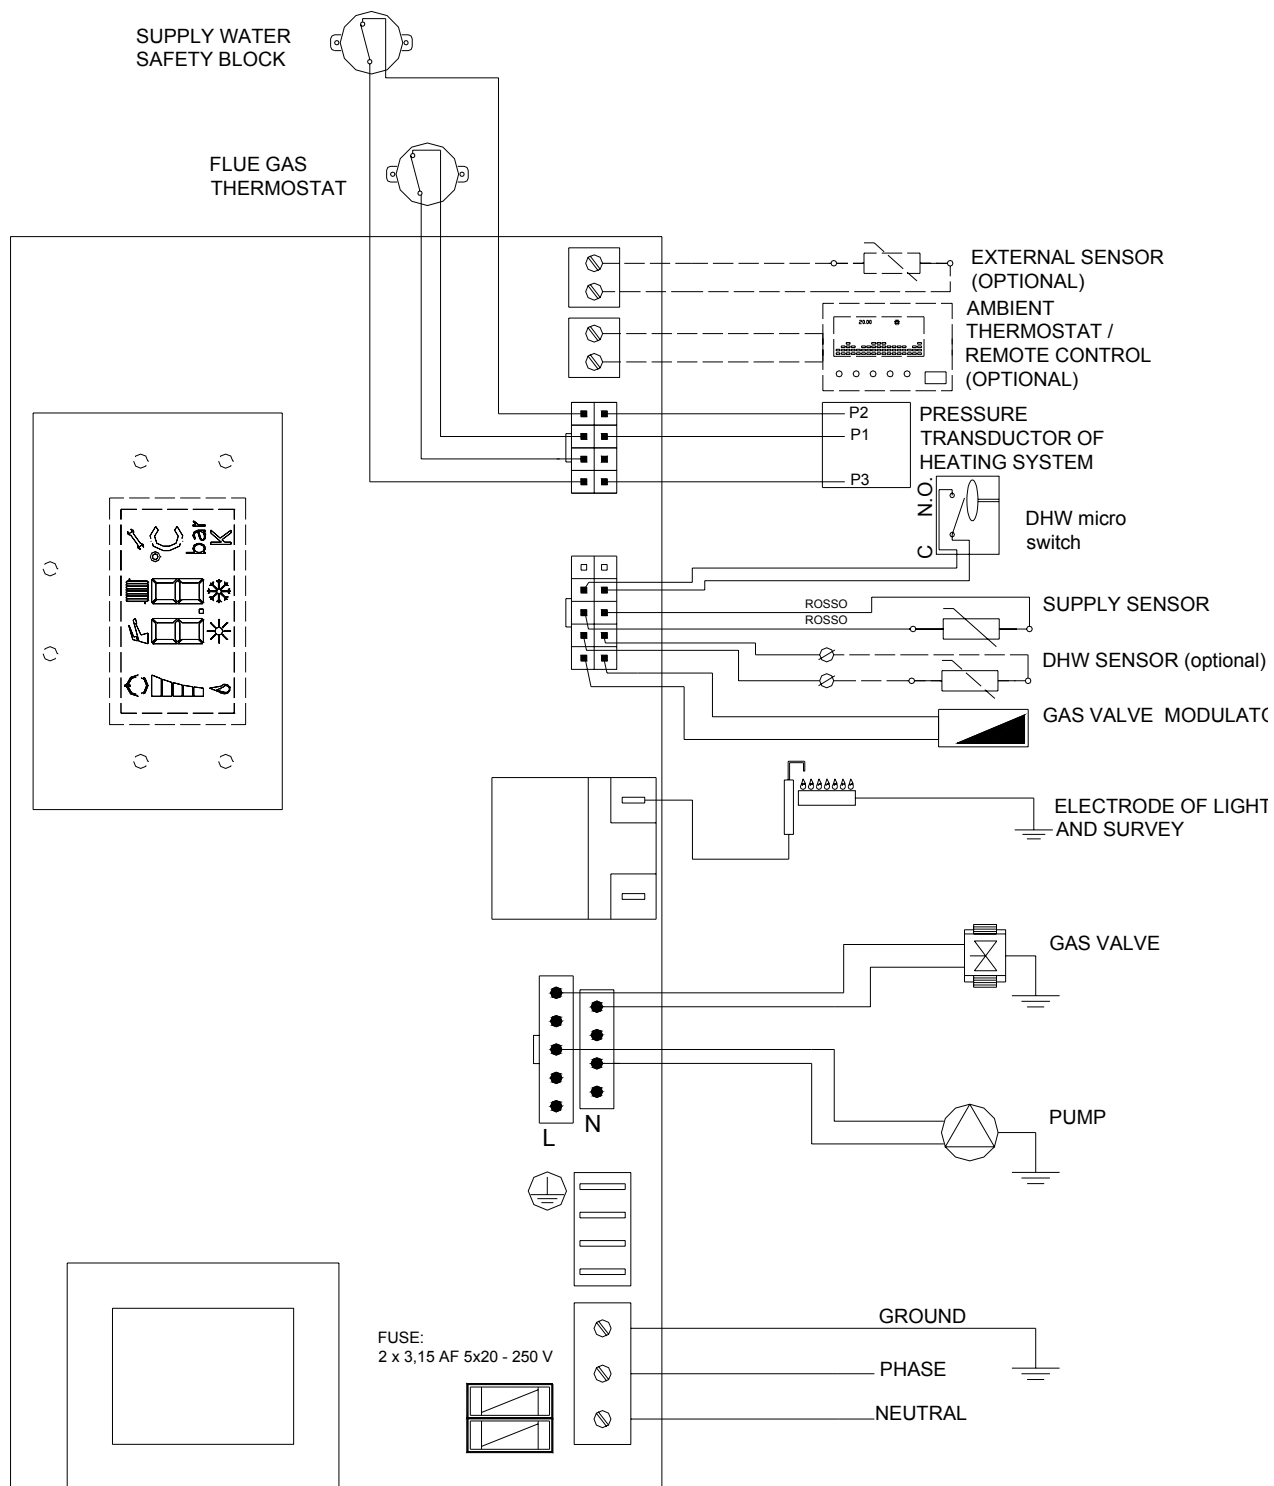 SUPPLY WATER
SAFETY BLOCK
FLUE GAS
THERMOSTAT
EXTERNAL SENSOR
(OPTIONAL)
20.00
AMBIENT
THERMOSTAT /
REMOTE CONTROL
(OPTIONAL)
P2
P1
P3
PRESSURE
TRANSDUCTOR OF
HEATING SYSTEM
N.O.
C
DHW micro
switch
°C
bar
K
ROSSO
ROSSO
SUPPLY SENSOR
DHW SENSOR (optional)
GAS VALVE MODULATO
ELECTRODE OF LIGHT
AND SURVEY
GAS VALVE
L
N
PUMP
GROUND
FUSE:
2 x 3,15 AF 5x20 - 250 V
PHASE
NEUTRAL